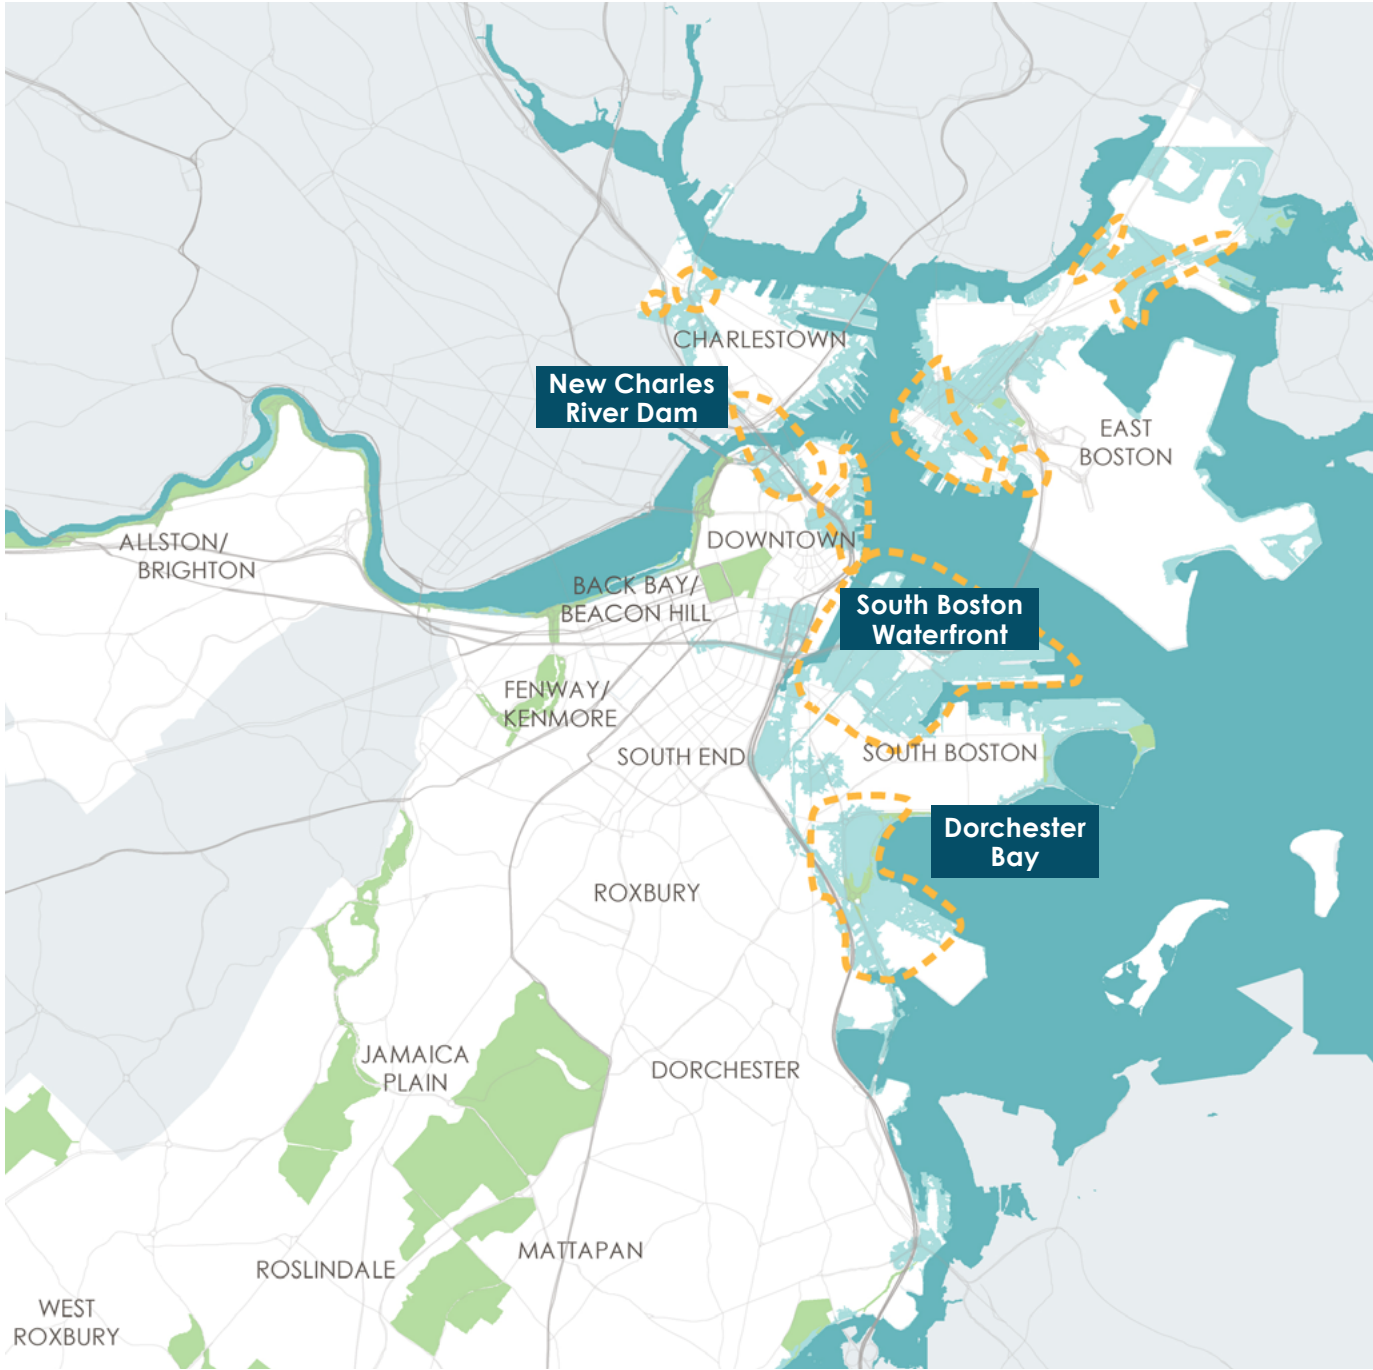 CHARLESTOWN
New Charles
River Dam
EAST
BOSTON
ALLSTON/
BRIGHTON
DOWNTOWN
BACK BAY/
BEACON HILL
South Boston
Waterfront
FENWAY/
KENMORE
SOUTH END
SOUTH BOSTON
Dorchester
Bay
ROXBURY
JAMAICA
PLAIN
DORCHESTER
MATTAPAN
ROSLINDALE
WEST
ROXBURY